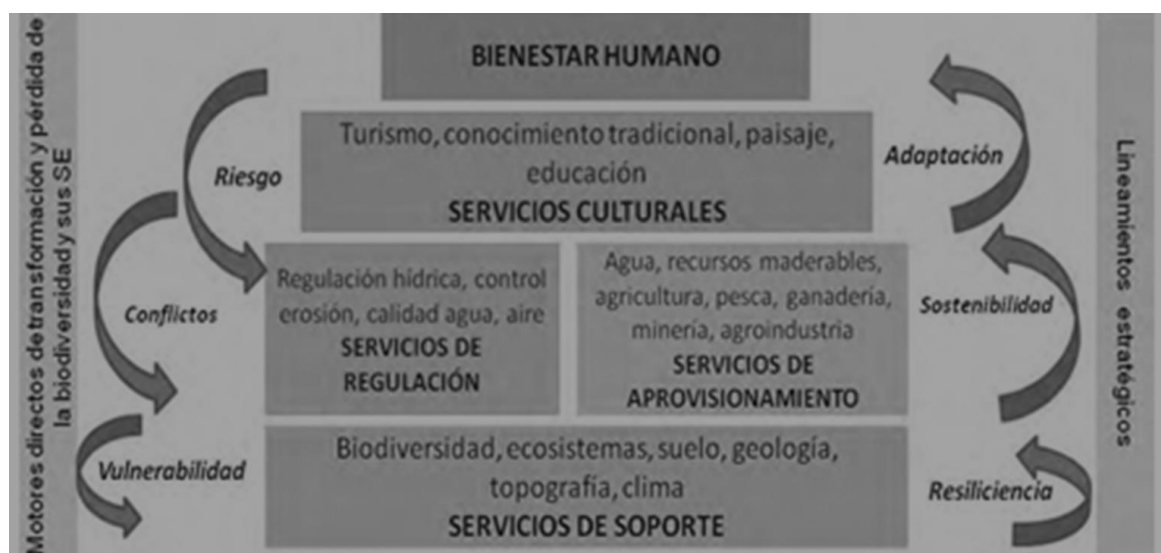 Motores directos de transformación y pérdida de
la biodiversidad y sus SE
BIENESTAR HUMANO
Turismo, conocimiento tradicional, paisaje,
educación
SERVICIOS CULTURALES
Riesgo
Adaptación
Regulación hídrica, control
erosión, calidad agua, aire
SERVICIOS DE
REGULACIÓN
Agua, recursos maderables,
agricultura, pesca, ganadería,
minería, agroindustria
SERVICIOS DE
APROVISIONAMIENTO
Conflictos
Sostenibilidad
Biodiversidad, ecosistemas, suelo, geología,
topografía, clima
SERVICIOS DE SOPORTE
Vulnerabilidad
Resiliciencia
Lineamientos estratégicos